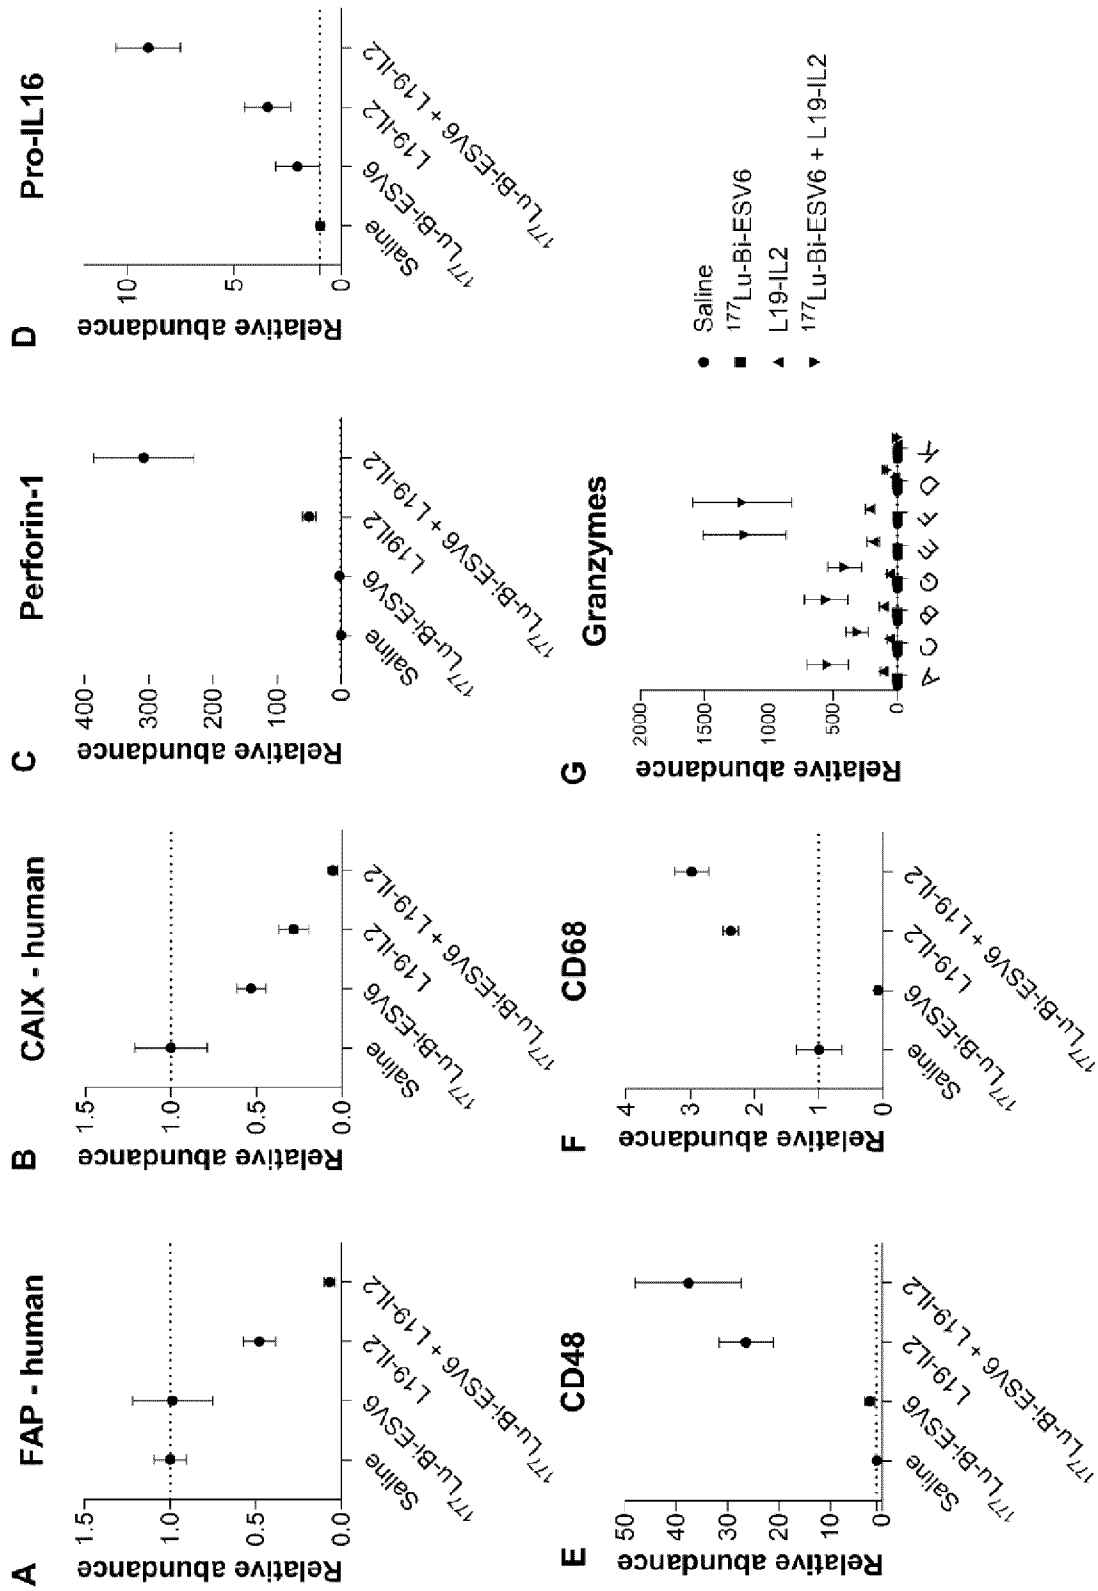 A
FAP - human
Relative abundance
1.5
1.0
0.5
0.0
Saline
177Lu-Bi-ESV6
L19-IL2
177Lu-Bi-ESV6 + L19-IL2
B
CAIX - human
Relative abundance
1.5
1.0
0.5
0.0
Saline
177Lu-Bi-ESV6
L19-IL2
177Lu-Bi-ESV6 + L19-IL2
C
Perforin-1
Relative abundance
400
300
200
100
0
Saline
177Lu-Bi-ESV6
L19IL2
177Lu-Bi-ESV6 + L19-IL2
D
Pro-IL16
Relative abundance
10
5
0
Saline
177Lu-Bi-ESV6
L19-IL2
177Lu-Bi-ESV6 + L19-IL2
E
CD48
Relative abundance
50
40
30
20
10
0
Saline
177Lu-Bi-ESV6
L19-IL2
177Lu-Bi-ESV6 + L19-IL2
F
CD68
Relative abundance
4
3
2
1
0
Saline
177Lu-Bi-ESV6
L19-IL2
177Lu-Bi-ESV6 + L19-IL2
G
Granzymes
Relative abundance
2000
1500
1000
500
0
A C B G E F D K
Saline
177Lu-Bi-ESV6
L19-IL2
177Lu-Bi-ESV6 + L19-IL2